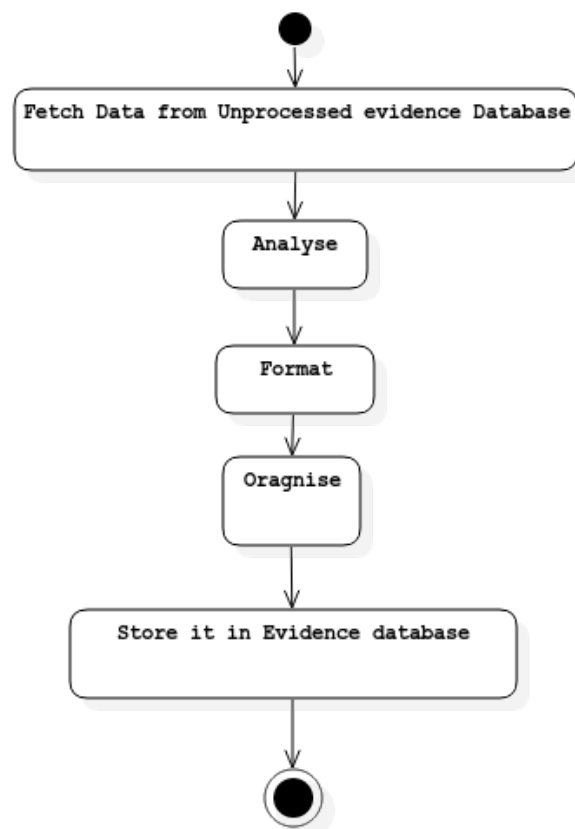 Fetch Data from Unprocessed evidence Database
Analyse
Format
Oragnise
Store it in Evidence database